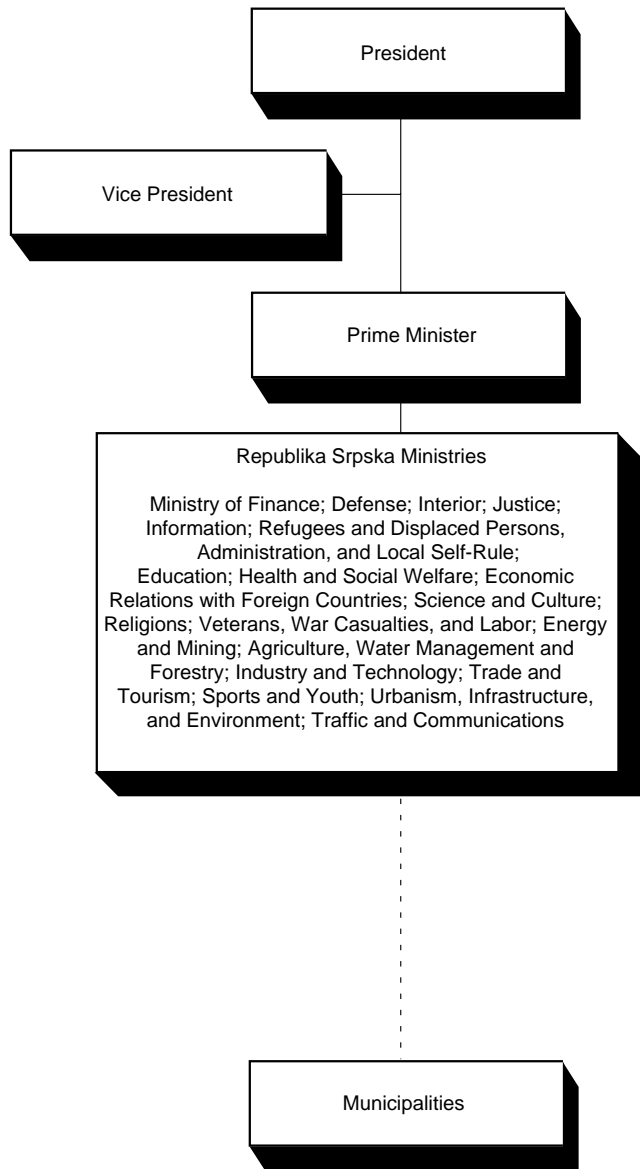 President
Vice President
Prime Minister
Republika Srpska Ministries
Ministry of Finance; Defense; Interior; Justice;
Information; Refugees and Displaced Persons,
Administration, and Local Self-Rule;
Education; Health and Social Welfare; Economic
Relations with Foreign Countries; Science and Culture;
Religions; Veterans, War Casualties, and Labor; Energy
and Mining; Agriculture, Water Management and
Forestry; Industry and Technology; Trade and
Tourism; Sports and Youth; Urbanism, Infrastructure,
and Environment; Traffic and Communications
Municipalities